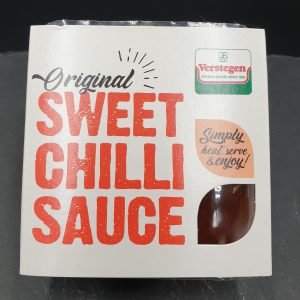 Original
SWEET
CHILLI
SAUCE
Verstegen
Simply
heat, serve
& enjoy!